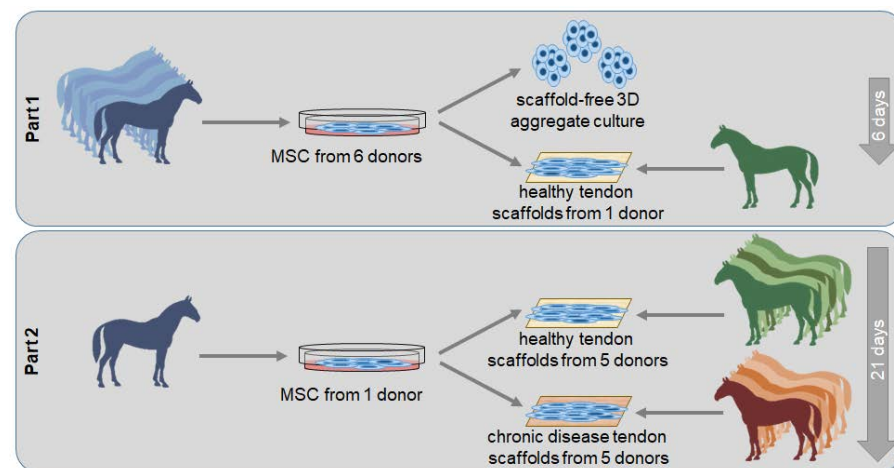 Part 1
MSC from 6 donors
scaffold-free 3D
aggregate culture
healthy tendon
scaffolds from 1 donor
6 days
Part 2
MSC from 1 donor
healthy tendon
scaffolds from 5 donors
chronic disease tendon
scaffolds from 5 donors
21 days